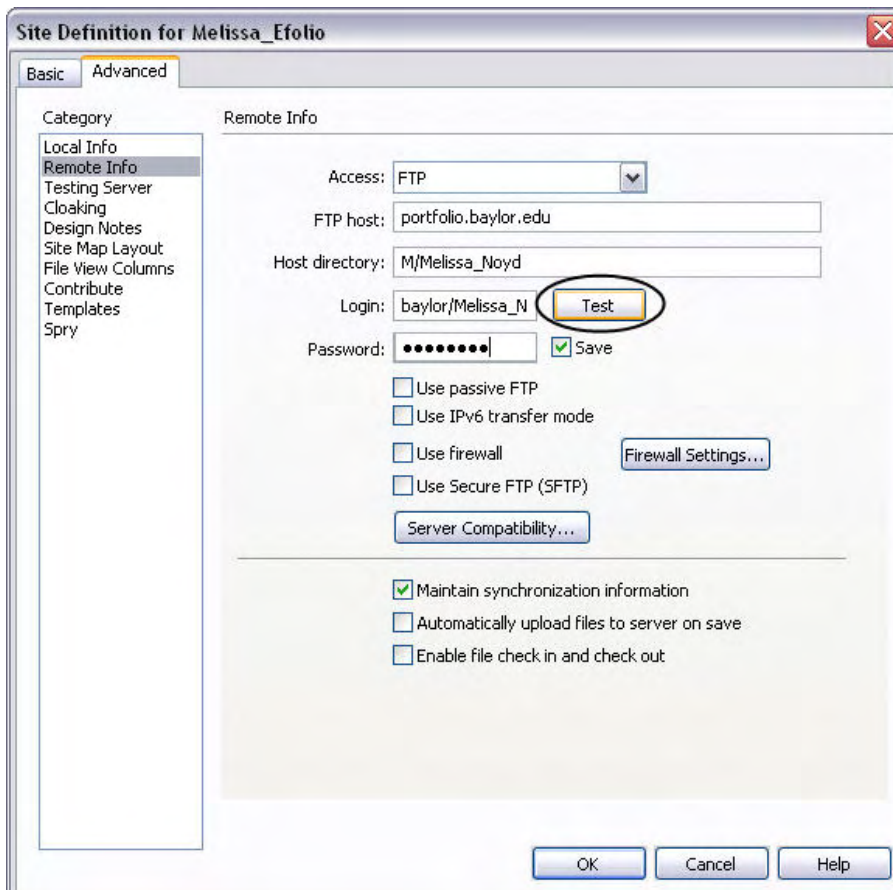 Site Definition for Melissa_Efolio
Basic
Advanced
Category
Local Info
Remote Info
Testing Server
Cloaking
Design Notes
Site Map Layout
File View Columns
Contribute
Templates
Spry
Remote Info
Access: FTP
FTP host: portfolio.baylor.edu
Host directory: M/Melissa_Noyd
Login: baylor/Melissa_N Test
Password: ●●●●●●●● Save
Use passive FTP
Use IPv6 transfer mode
Use firewall Firewall Settings...
Use Secure FTP (SFTP)
Server Compatibility...
Maintain synchronization information
Automatically upload files to server on save
Enable file check in and check out
OK Cancel Help